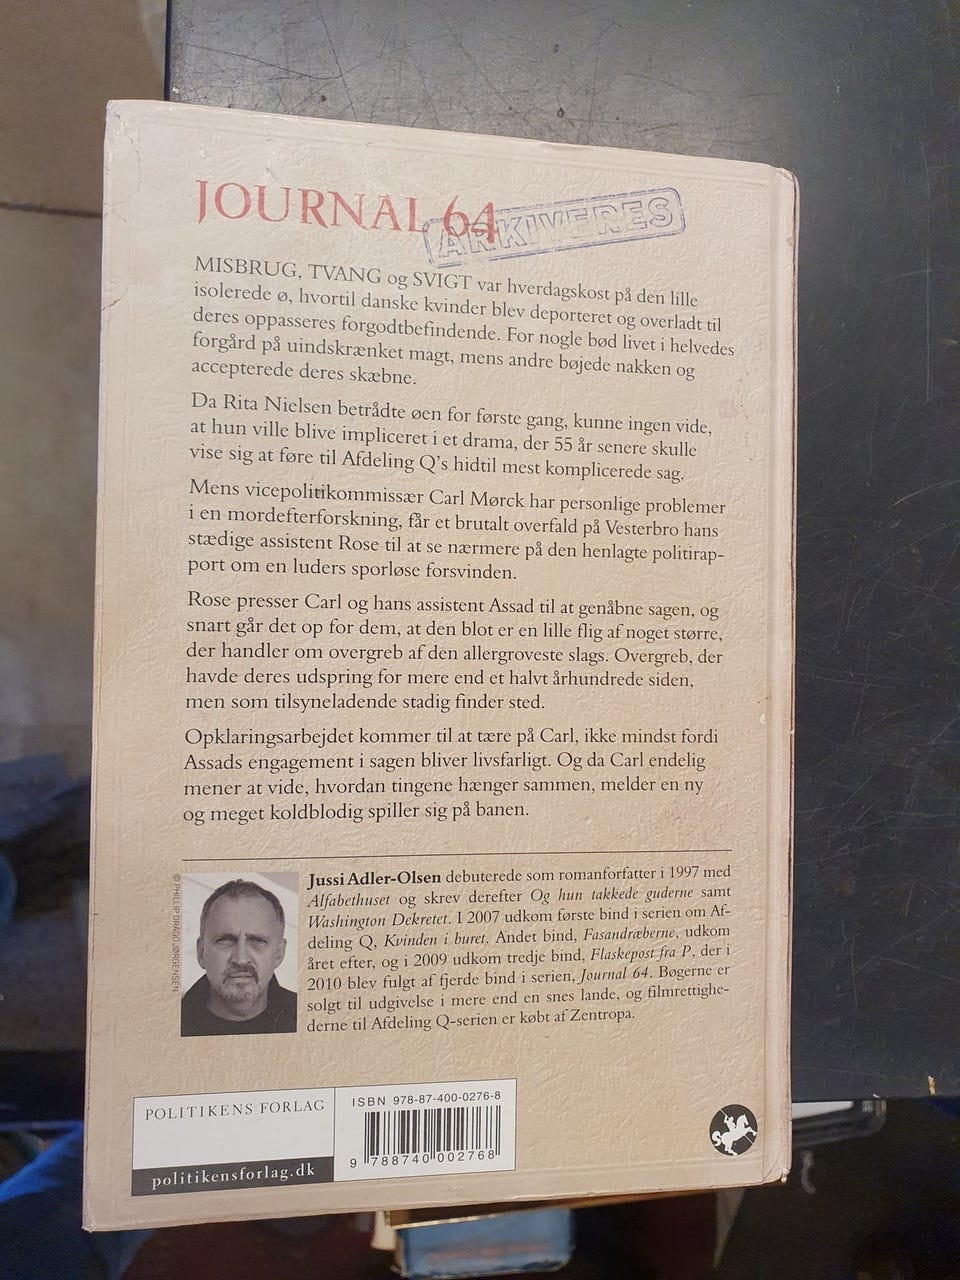 JOURNAL 64
ARKIVERES
MISBRUG, TVANG og SVIGT var hverdagskost på den lille
isolerede ø, hvortil danske kvinder blev deporteret og overladt til
deres oppasseres forgodtbefindende. For nogle bød livet i helvedes
forgård på uindskrænket magt, mens andre bøjede nakken og
accepterede deres skæbne.
Da Rita Nielsen betrådte øen for første gang, kunne ingen vide,
at hun ville blive impliceret i et drama, der 55 år senere skulle
vise sig at føre til Afdeling Q's hidtil mest komplicerede sag.
Mens vicepolitikommissær Carl Mørck har personlige problemer
i en mordefterforskning, får et brutalt overfald på Vesterbro hans
stædige assistent Rose til at se nærmere på den henlagte politirap-
port om en luders sporløse forsvinden.
Rose presser Carl og hans assistent Assad til at genåbne sagen, og
snart går det op for dem, at den blot er en lille flig af noget større,
der handler om overgreb af den allergroveste slags. Overgreb, der
havde deres udspring for mere end et halvt århundrede siden,
men som tilsyneladende stadig finder sted.
Opklaringsarbejdet kommer til at tære på Carl, ikke mindst fordi
Assads engagement i sagen bliver livsfarligt. Og da Carl endelig
mener at vide, hvordan tingene hænger sammen, melder en ny
og meget koldblodig spiller sig på banen.
© PHILLIP DRAGO JØRGENSEN
Jussi Adler-Olsen debuterede som romanforfatter i 1997 med
Alfabethuset og skrev derefter Og hun takkede guderne samt
Washington Dekretet. I 2007 udkom første bind i serien om Af-
deling Q, Kvinden i buret. Andet bind, Fasandræberne, udkom
året efter, og i 2009 udkom tredje bind, Flaskepost fra P, der i
2010 blev fulgt af fjerde bind i serien, Journal 64. Bøgerne er
solgt til udgivelse i mere end en snes lande, og filmrettighe-
derne til Afdeling Q-serien er købt af Zentropa.
POLITIKENS FORLAG
politikensforlag.dk
ISBN 978-87-400-0276-8
9 788740 002768